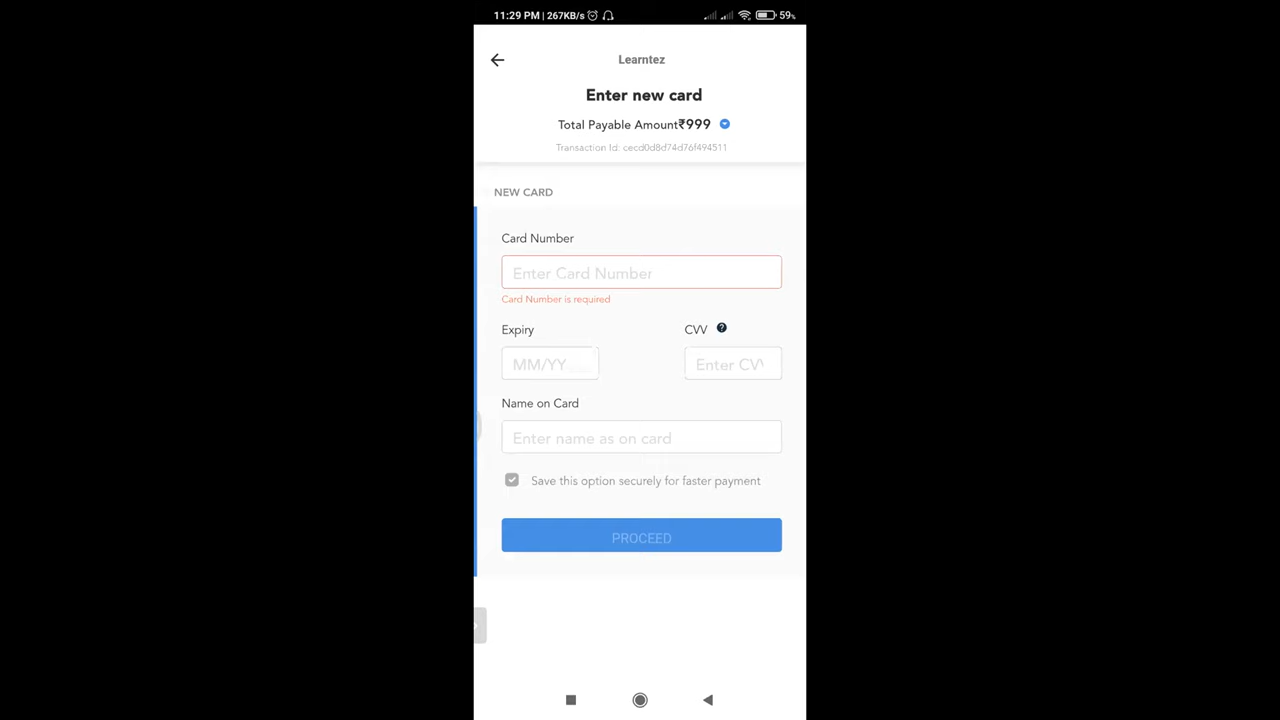 11:29 PM | 267KB/s 59%
Learntez
Enter new card
Total Payable Amount₹999
Transaction Id: cecd0d8d74d76f494511
NEW CARD
Card Number
Enter Card Number
Card Number is required
Expiry CVV ?
MM/YY Enter CV
Name on Card
Enter name as on card
Save this option securely for faster payment
PROCEED